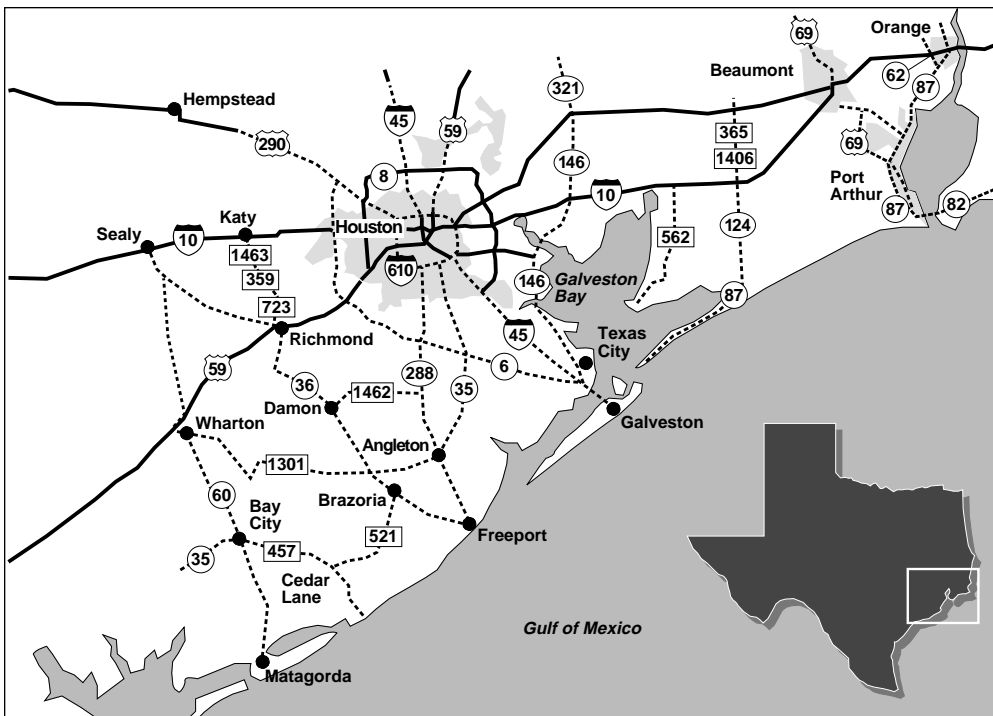 69
Orange
Beaumont
62
87
321
45
59
Hempstead
290
365
1406
146
69
8
Port
Arthur
10
82
87
Katy
Houston
Sealy
10
1463
562
124
610
359
146
Galveston
Bay
723
87
Richmond
45
Texas
City
59
6
288
36
1462
35
Damon
Galveston
Wharton
Angleton
1301
60
Brazoria
Bay
City
521
Freeport
35
457
Cedar
Lane
Gulf of Mexico
Matagorda